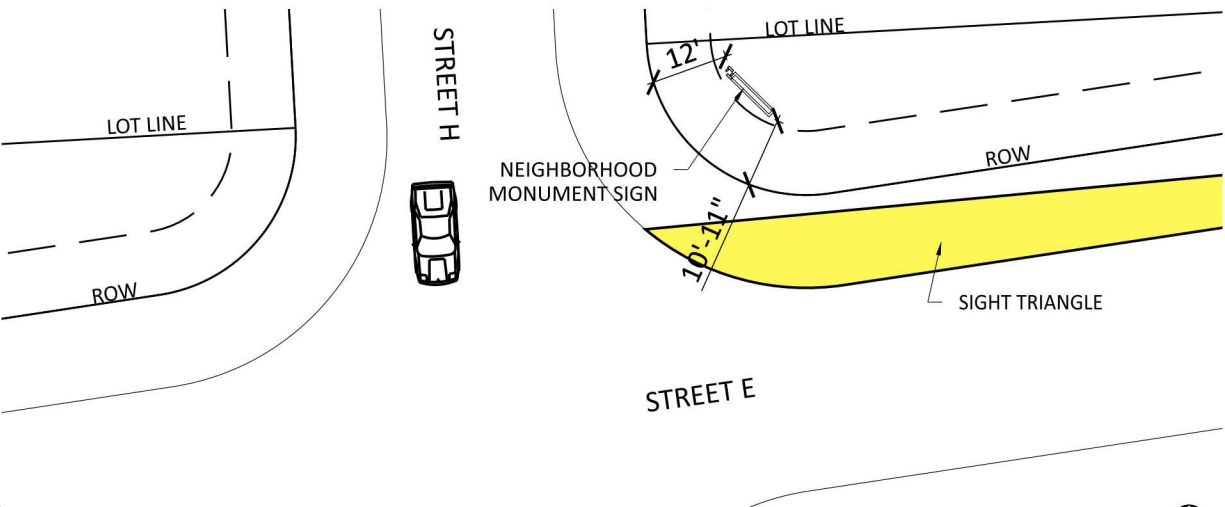 LOT LINE
STREET H
12'
LOT LINE
NEIGHBORHOOD
MONUMENT SIGN
ROW
10'-11"
ROW
SIGHT TRIANGLE
STREET E